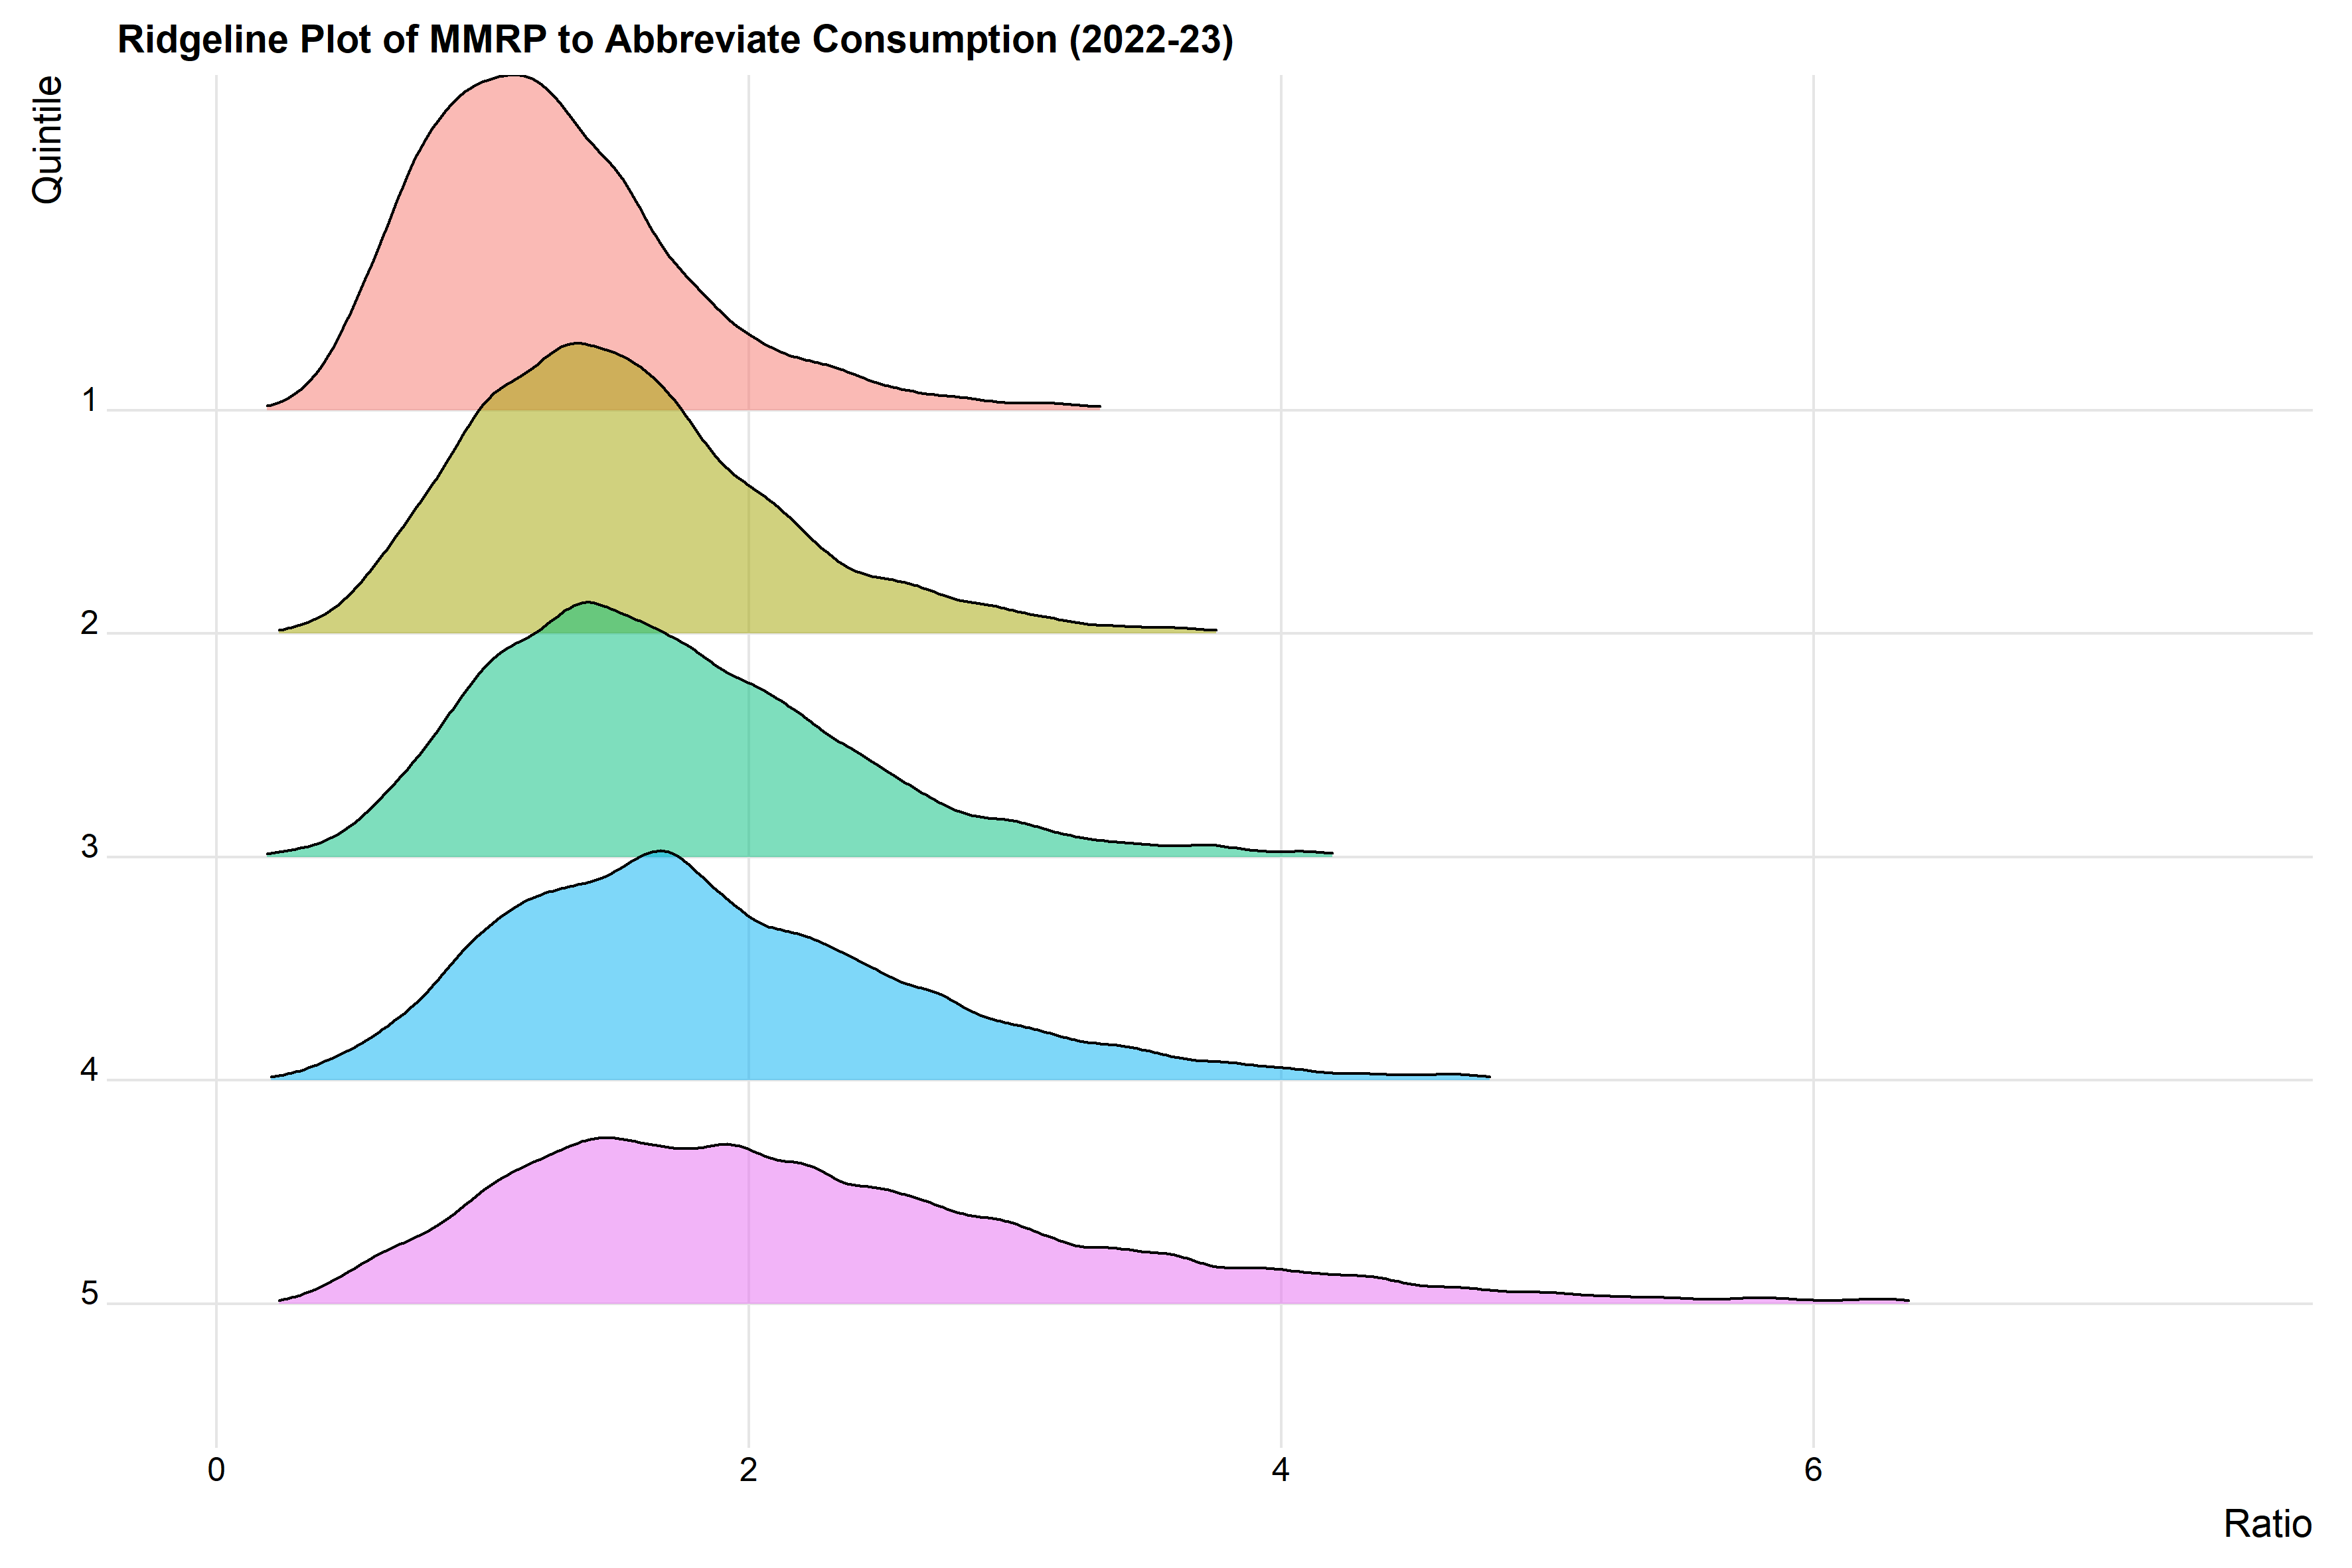 Ridgeline Plot of MMRP to Abbreviate Consumption (2022-23)
Quintile
1
2
3
4
5
0 2 4 6
Ratio